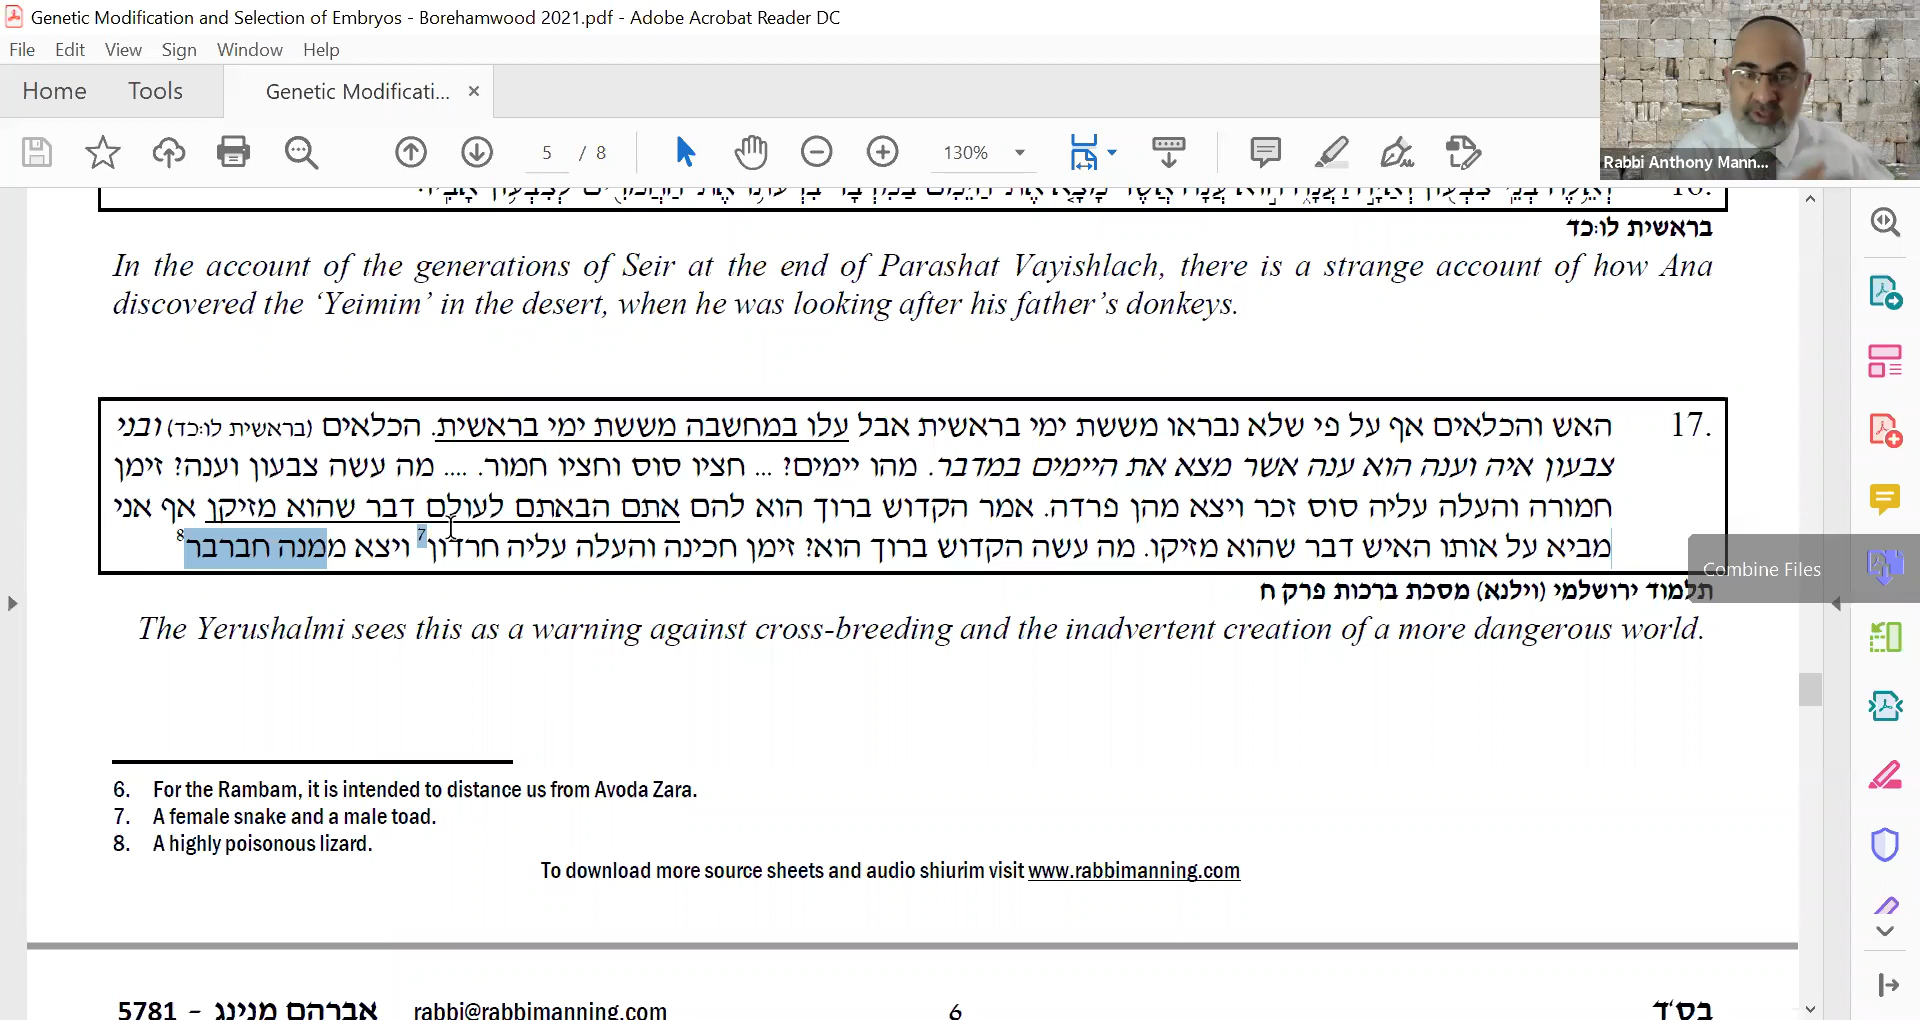 Genetic Modification and Selection of Embryos - Borehamwood 2021.pdf - Adobe Acrobat Reader DC
File Edit View Sign Window Help
Home Tools Genetic Modificati... ×
5 / 8 130%
Rabbi Anthony Mann...
בראשית לו:כד
In the account of the generations of Seir at the end of Parashat Vayishlach, there is a strange account of how Ana
discovered the ‘Yeimim’ in the desert, when he was looking after his father’s donkeys.
17. האש והכלאים אף על פי שלא נבראו מששת ימי בראשית אבל עלו במחשבה מששת ימי בראשית. הכלאים (בראשית לו:כד) ובני
צבעון איה וענה הוא ענה אשר מצא את היימים במדבר. מהו יימים? ... חציו סוס וחציו חמור. .... מה עשה צבעון וענה? זימן
חמורה והעלה עליה סוס זכר ויצא מהן פרדה. אמר הקדוש ברוך הוא להם אתם הבאתם לעולם דבר שהוא מזיקן אף אני
מביא על אותו האיש דבר שהוא מזיקו. מה עשה הקדוש ברוך הוא? זימן חכינה והעלה עליה חרדון7 ויצא ממנה חברבר8
Combine Files
תלמוד ירושלמי (וילנא) מסכת ברכות פרק ח
The Yerushalmi sees this as a warning against cross-breeding and the inadvertent creation of a more dangerous world.
6. For the Rambam, it is intended to distance us from Avoda Zara.
7. A female snake and a male toad.
8. A highly poisonous lizard.
To download more source sheets and audio shiurim visit www.rabbimanning.com
5781 - אברהם מנינג rabbi@rabbimanning.com 6 בס'ד